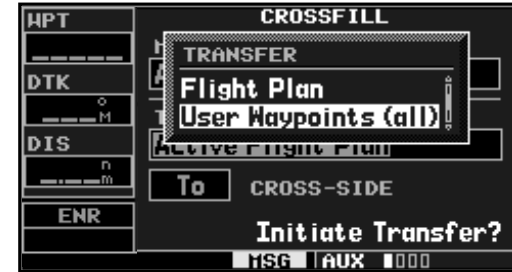 WPT
CROSSFILL
TRANSFER
DTK
Flight Plan
User Waypoints (all)
DIS
Active Flight Plan
To CROSS-SIDE
ENR
Initiate Transfer?
MSG AUX